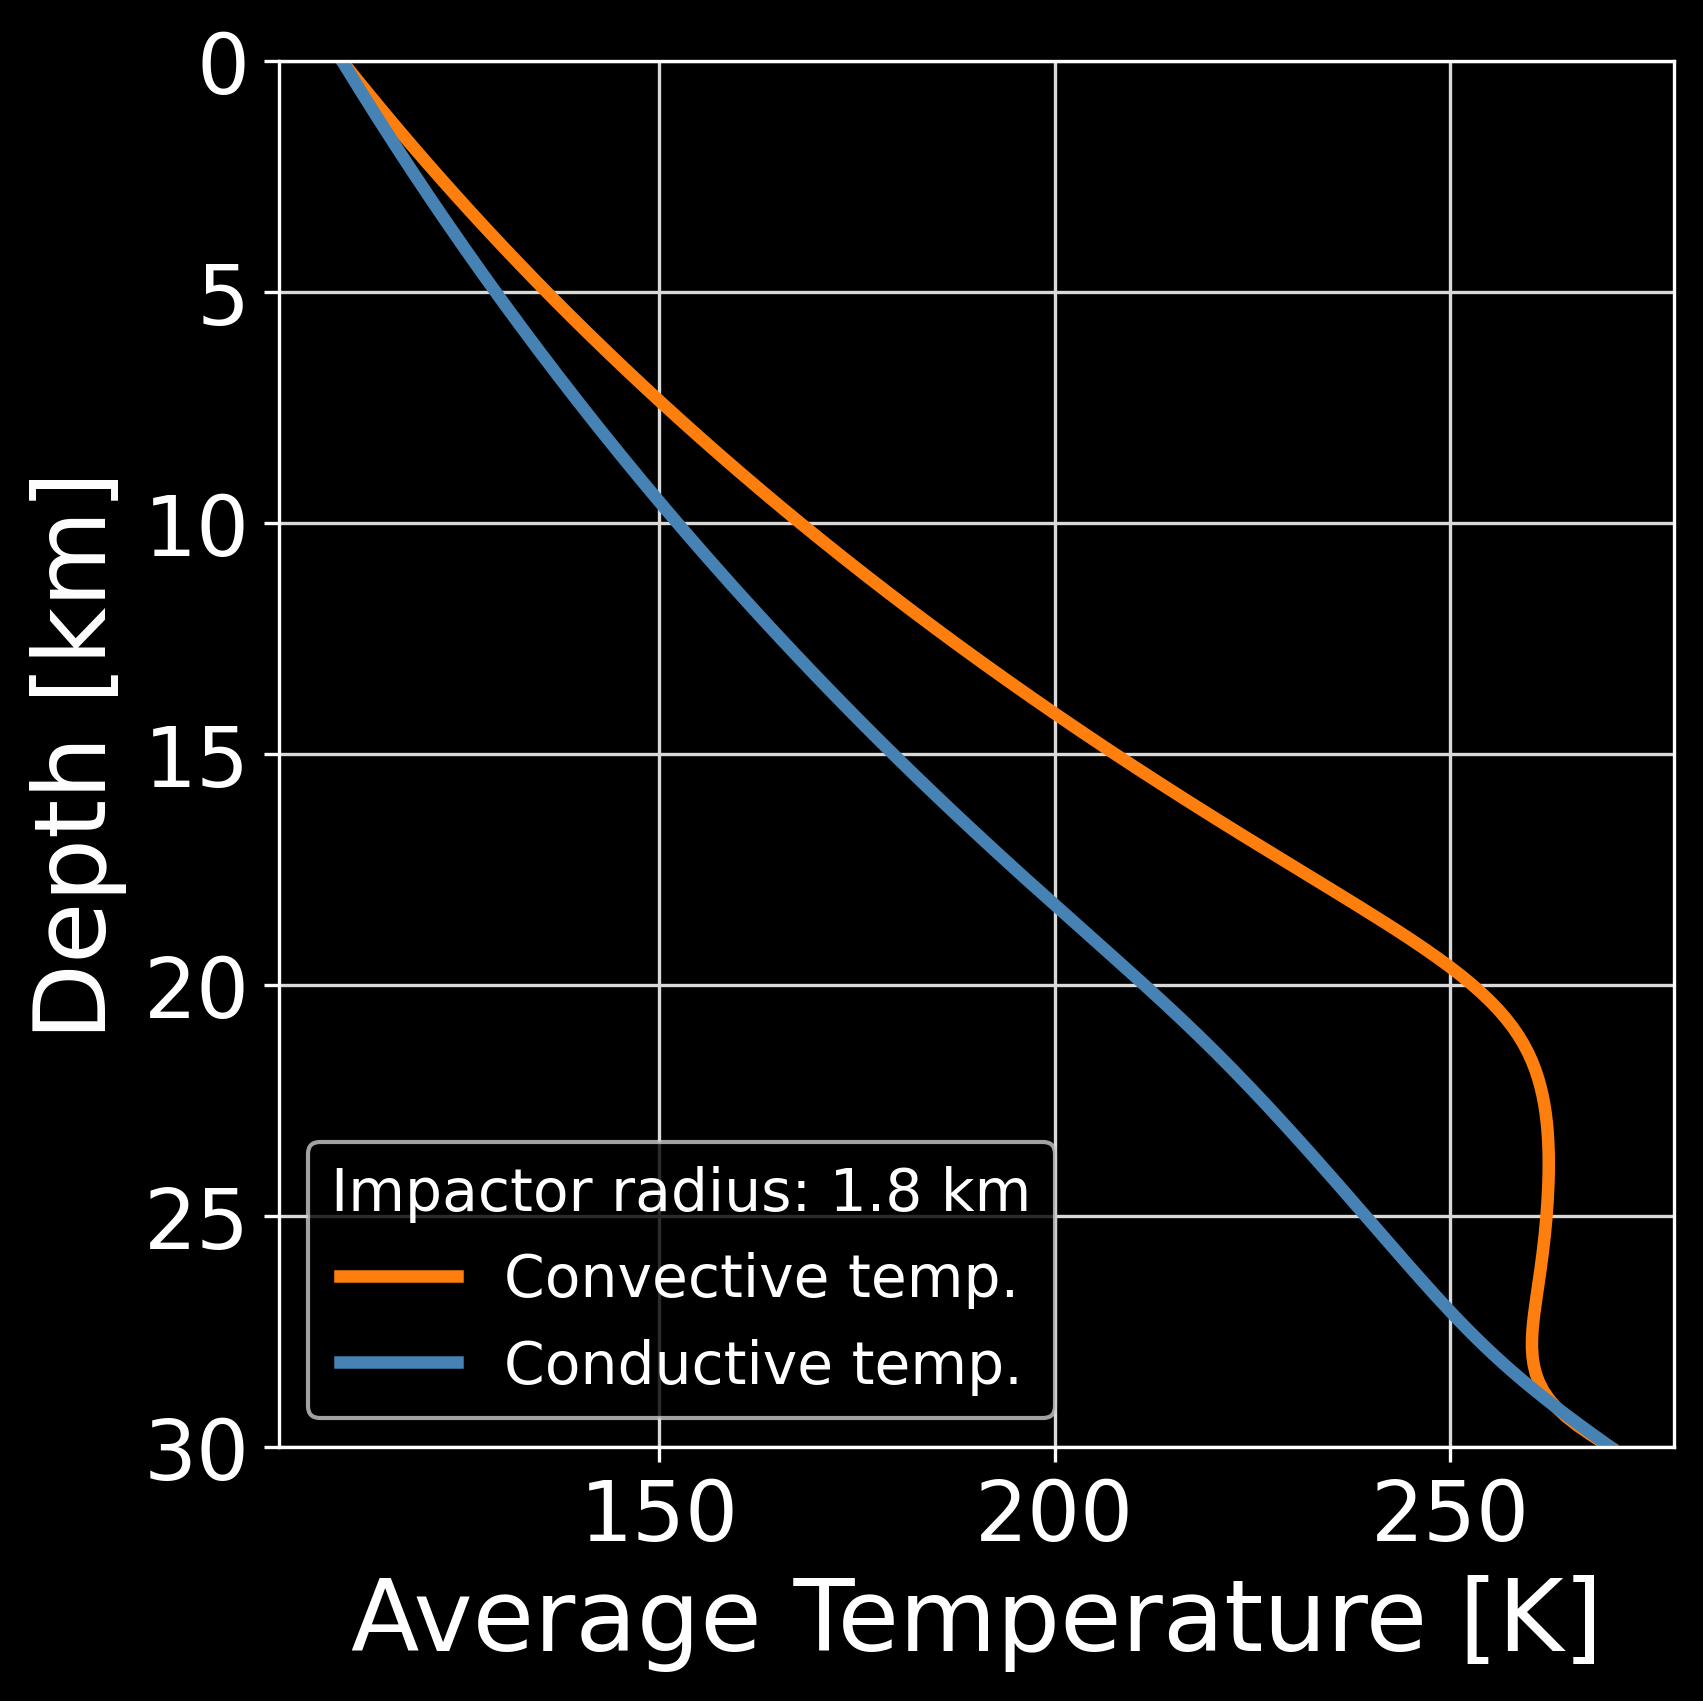 0
5
10
15
20
25
30
Depth [km]
Impactor radius: 1.8 km
Convective temp.
Conductive temp.
150 200 250
Average Temperature [K]